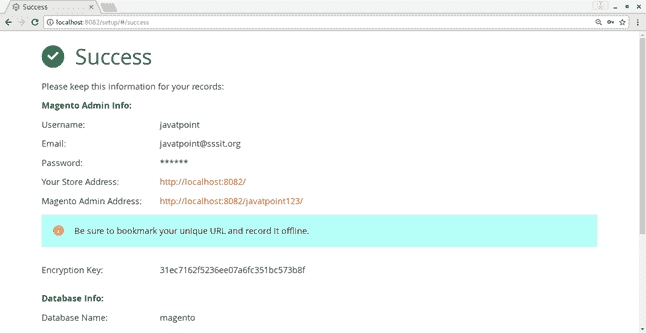 Success
localhost:8082/setup/#/success
Success
Please keep this information for your records:
Magento Admin Info:
Username: javatpoint
Email: javatpoint@sssit.org
Password: ******
Your Store Address: http://localhost:8082/
Magento Admin Address: http://localhost:8082/javatpoint123/
Be sure to bookmark your unique URL and record it offline.
Encryption Key: 31ec7162f5236ee07a6fc351bc573b8f
Database Info:
Database Name: magento